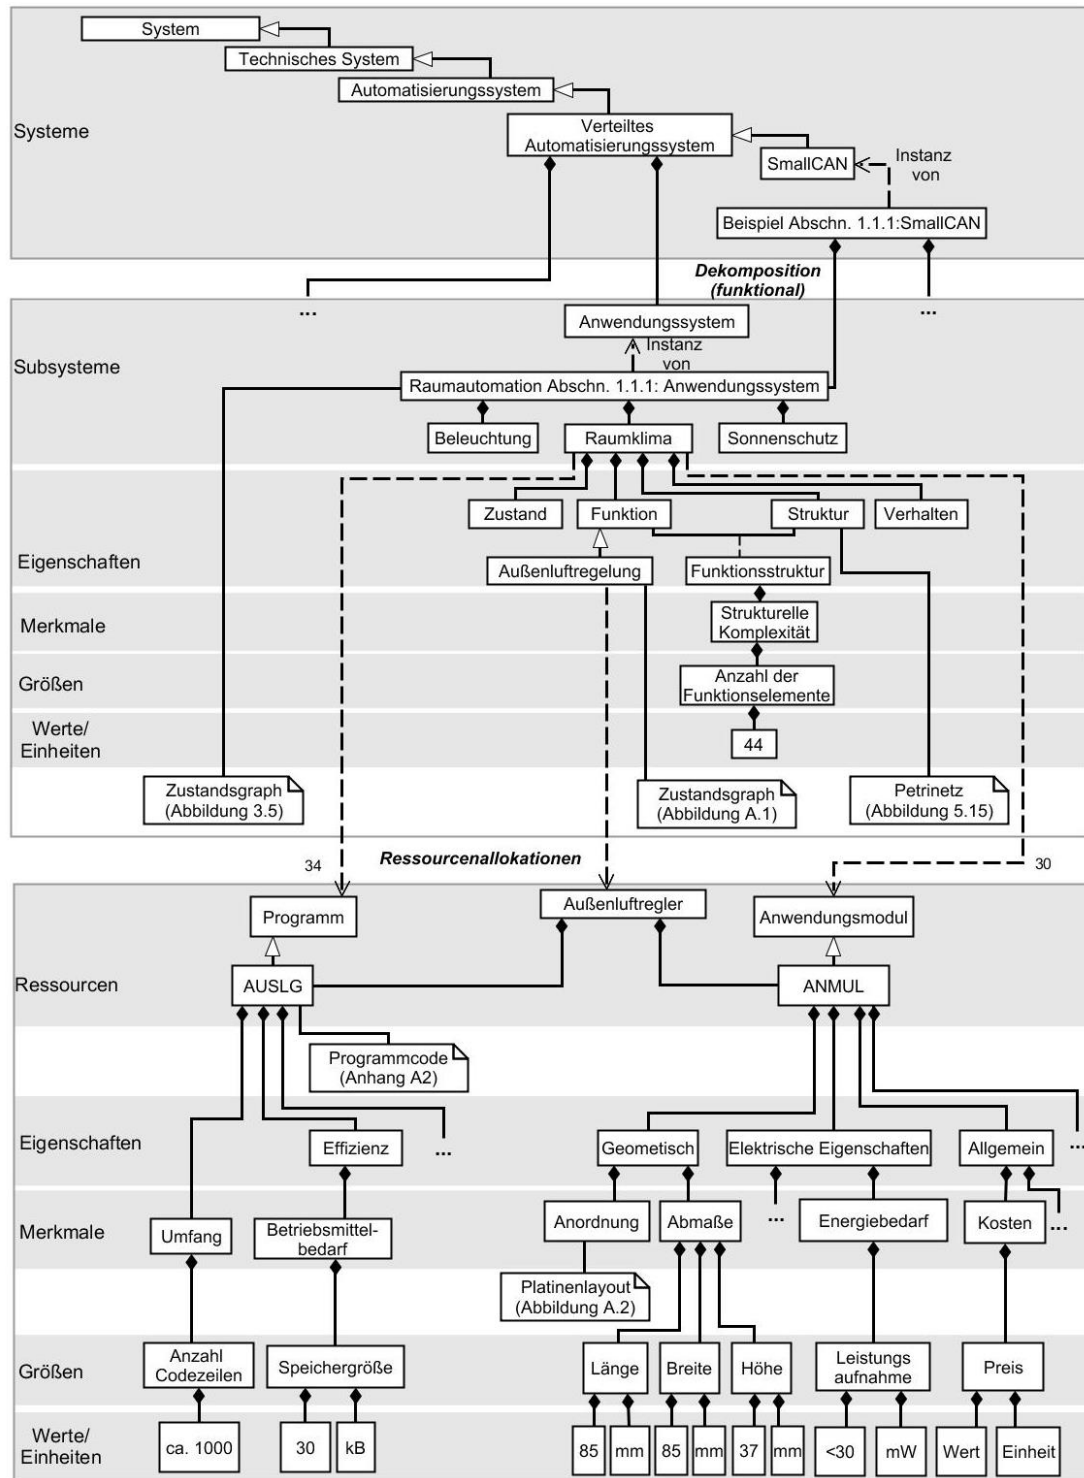 System
Technisches System
Automatisierungssystem
Systeme
Verteiltes
Automatisierungssystem
SmallCAN
Instanz
von
Beispiel Abschn. 1.1.1:SmallCAN
Dekomposition
(funktional)
...
...
Anwendungssystem
Subsysteme
Instanz
von
Raumautomation Abschn. 1.1.1: Anwendungssystem
Beleuchtung
Raumklima
Sonnenschutz
Zustand
Funktion
Struktur
Verhalten
Eigenschaften
Außenluftregelung
Funktionsstruktur
Merkmale
Strukturelle
Komplexität
Größen
Anzahl der
Funktionselemente
Werte/
Einheiten
44
Zustandsgraph
(Abbildung 3.5)
Zustandsgraph
(Abbildung A.1)
Petrinetz
(Abbildung 5.15)
34
Ressourcenallokationen
30
Programm
Außenluftregler
Anwendungsmodul
Ressourcen
AUSLG
ANMUL
Programmcode
(Anhang A2)
Eigenschaften
Effizienz
...
Geometisch
Elektrische Eigenschaften
Allgemein
...
Merkmale
Umfang
Betriebsmittel-
bedarf
Anordnung
Abmaße
...
Energiebedarf
Kosten
...
Platinenlayout
(Abbildung A.2)
Größen
Anzahl
Codezeilen
Speichergröße
Länge
Breite
Höhe
Leistungs
aufnahme
Preis
Werte/
Einheiten
ca. 1000
30
kB
85
mm
85
mm
37
mm
<30
mW
Wert
Einheit